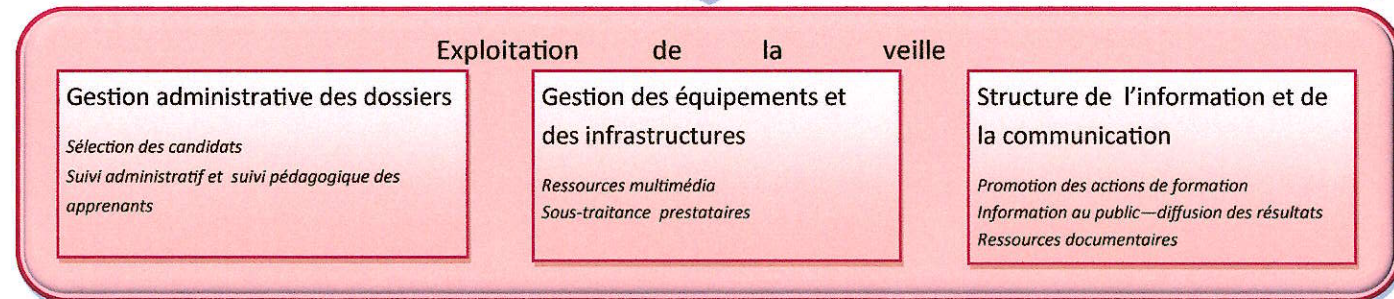 Exploitation de la veille
Gestion administrative des dossiers
Sélection des candidats
Suivi administratif et suivi pédagogique des
apprenants
Gestion des équipements et
des infrastructures
Ressources multimédia
Sous-traitance prestataires
Structure de l'information et de
la communication
Promotion des actions de formation
Information au public—diffusion des résultats
Ressources documentaires